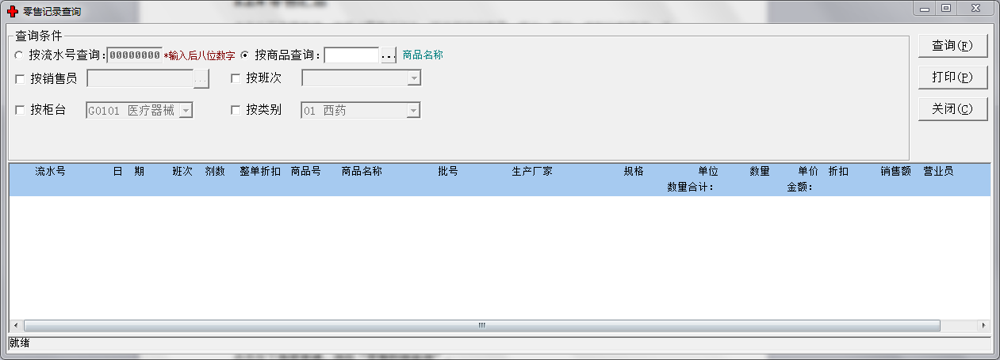 零售记录查询
查询条件
按流水号查询: 00000000 *输入后八位数字 按商品查询: ... 商品名称
按销售员 ... 按班次
按柜台 G0101 医疗器械 按类别 01 西药
查询(F)
打印(P)
关闭(C)
流水号 日 期 班次 剂数 整单折扣 商品号 商品名称 批号 生产厂家 规格 单位 数量 单价 折扣 销售额 营业员
数量合计: 金额:
就绪